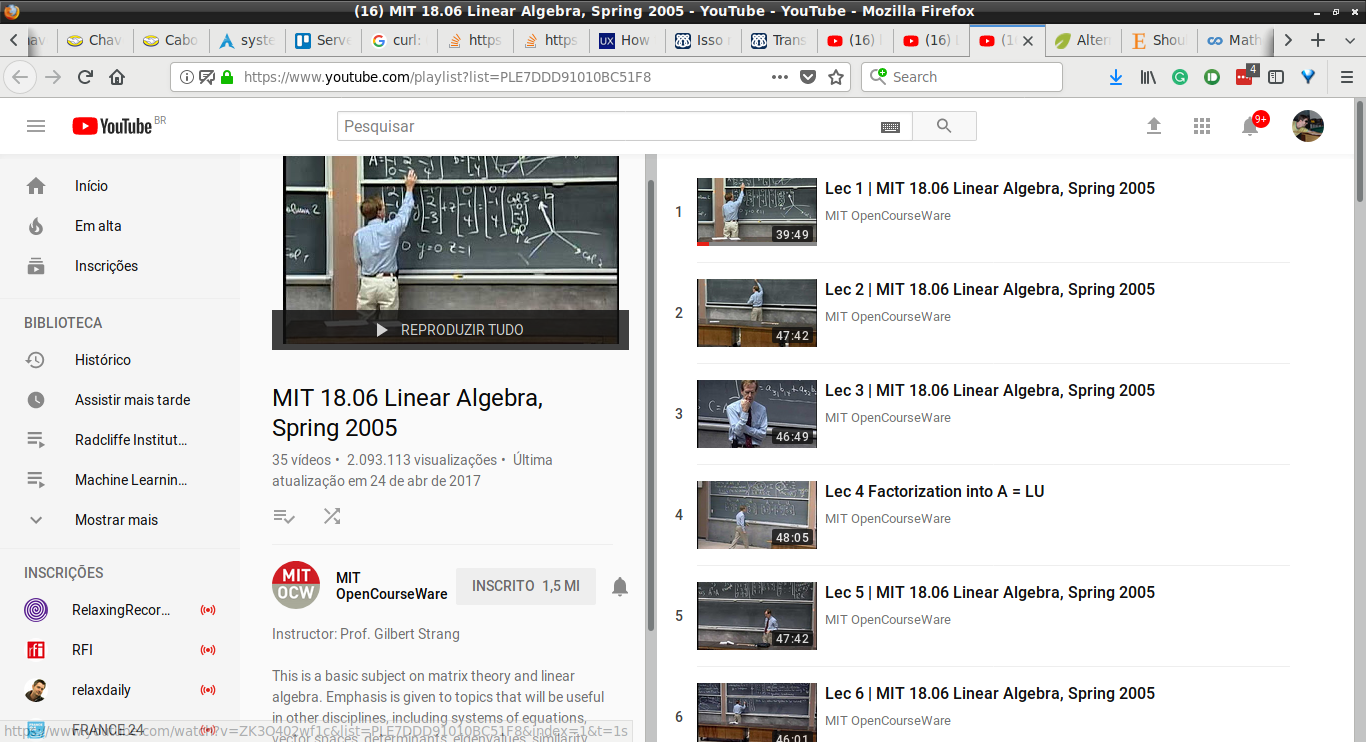 (16) MIT 18.06 Linear Algebra, Spring 2005 - YouTube - YouTube - Mozilla Firefox
Chav
Cabo
syste
Serve
curl:
https
https
How
Isso
Trans
(16)
(16)
(1
Alter
Shou
Math
https://www.youtube.com/playlist?list=PLE7DDD91010BC51F8
Search
4
YouTube BR
Pesquisar
9+
Início
Em alta
Inscrições
BIBLIOTECA
Histórico
Assistir mais tarde
Radcliffe Institut...
Machine Learnin...
Mostrar mais
INSCRIÇÕES
RelaxingRecor...
rfi RFI
relaxdaily
FRANCE 24
REPRODUZIR TUDO
MIT 18.06 Linear Algebra,
Spring 2005
35 vídeos • 2.093.113 visualizações • Última
atualização em 24 de abr de 2017
MIT
OCW
MIT
OpenCourseWare
INSCRITO 1,5 MI
Instructor: Prof. Gilbert Strang
This is a basic subject on matrix theory and linear
algebra. Emphasis is given to topics that will be useful
in other disciplines, including systems of equations,
vector spaces, determinants, eigenvalues, similarity,
1
39:49
Lec 1 | MIT 18.06 Linear Algebra, Spring 2005
MIT OpenCourseWare
2
47:42
Lec 2 | MIT 18.06 Linear Algebra, Spring 2005
MIT OpenCourseWare
3
46:49
Lec 3 | MIT 18.06 Linear Algebra, Spring 2005
MIT OpenCourseWare
4
48:05
Lec 4 Factorization into A = LU
MIT OpenCourseWare
5
47:42
Lec 5 | MIT 18.06 Linear Algebra, Spring 2005
MIT OpenCourseWare
6
46:01
Lec 6 | MIT 18.06 Linear Algebra, Spring 2005
MIT OpenCourseWare
https://www.youtube.com/watch?v=ZK3O402wf1c&list=PLE7DDD91010BC51F8&index=1&t=1s